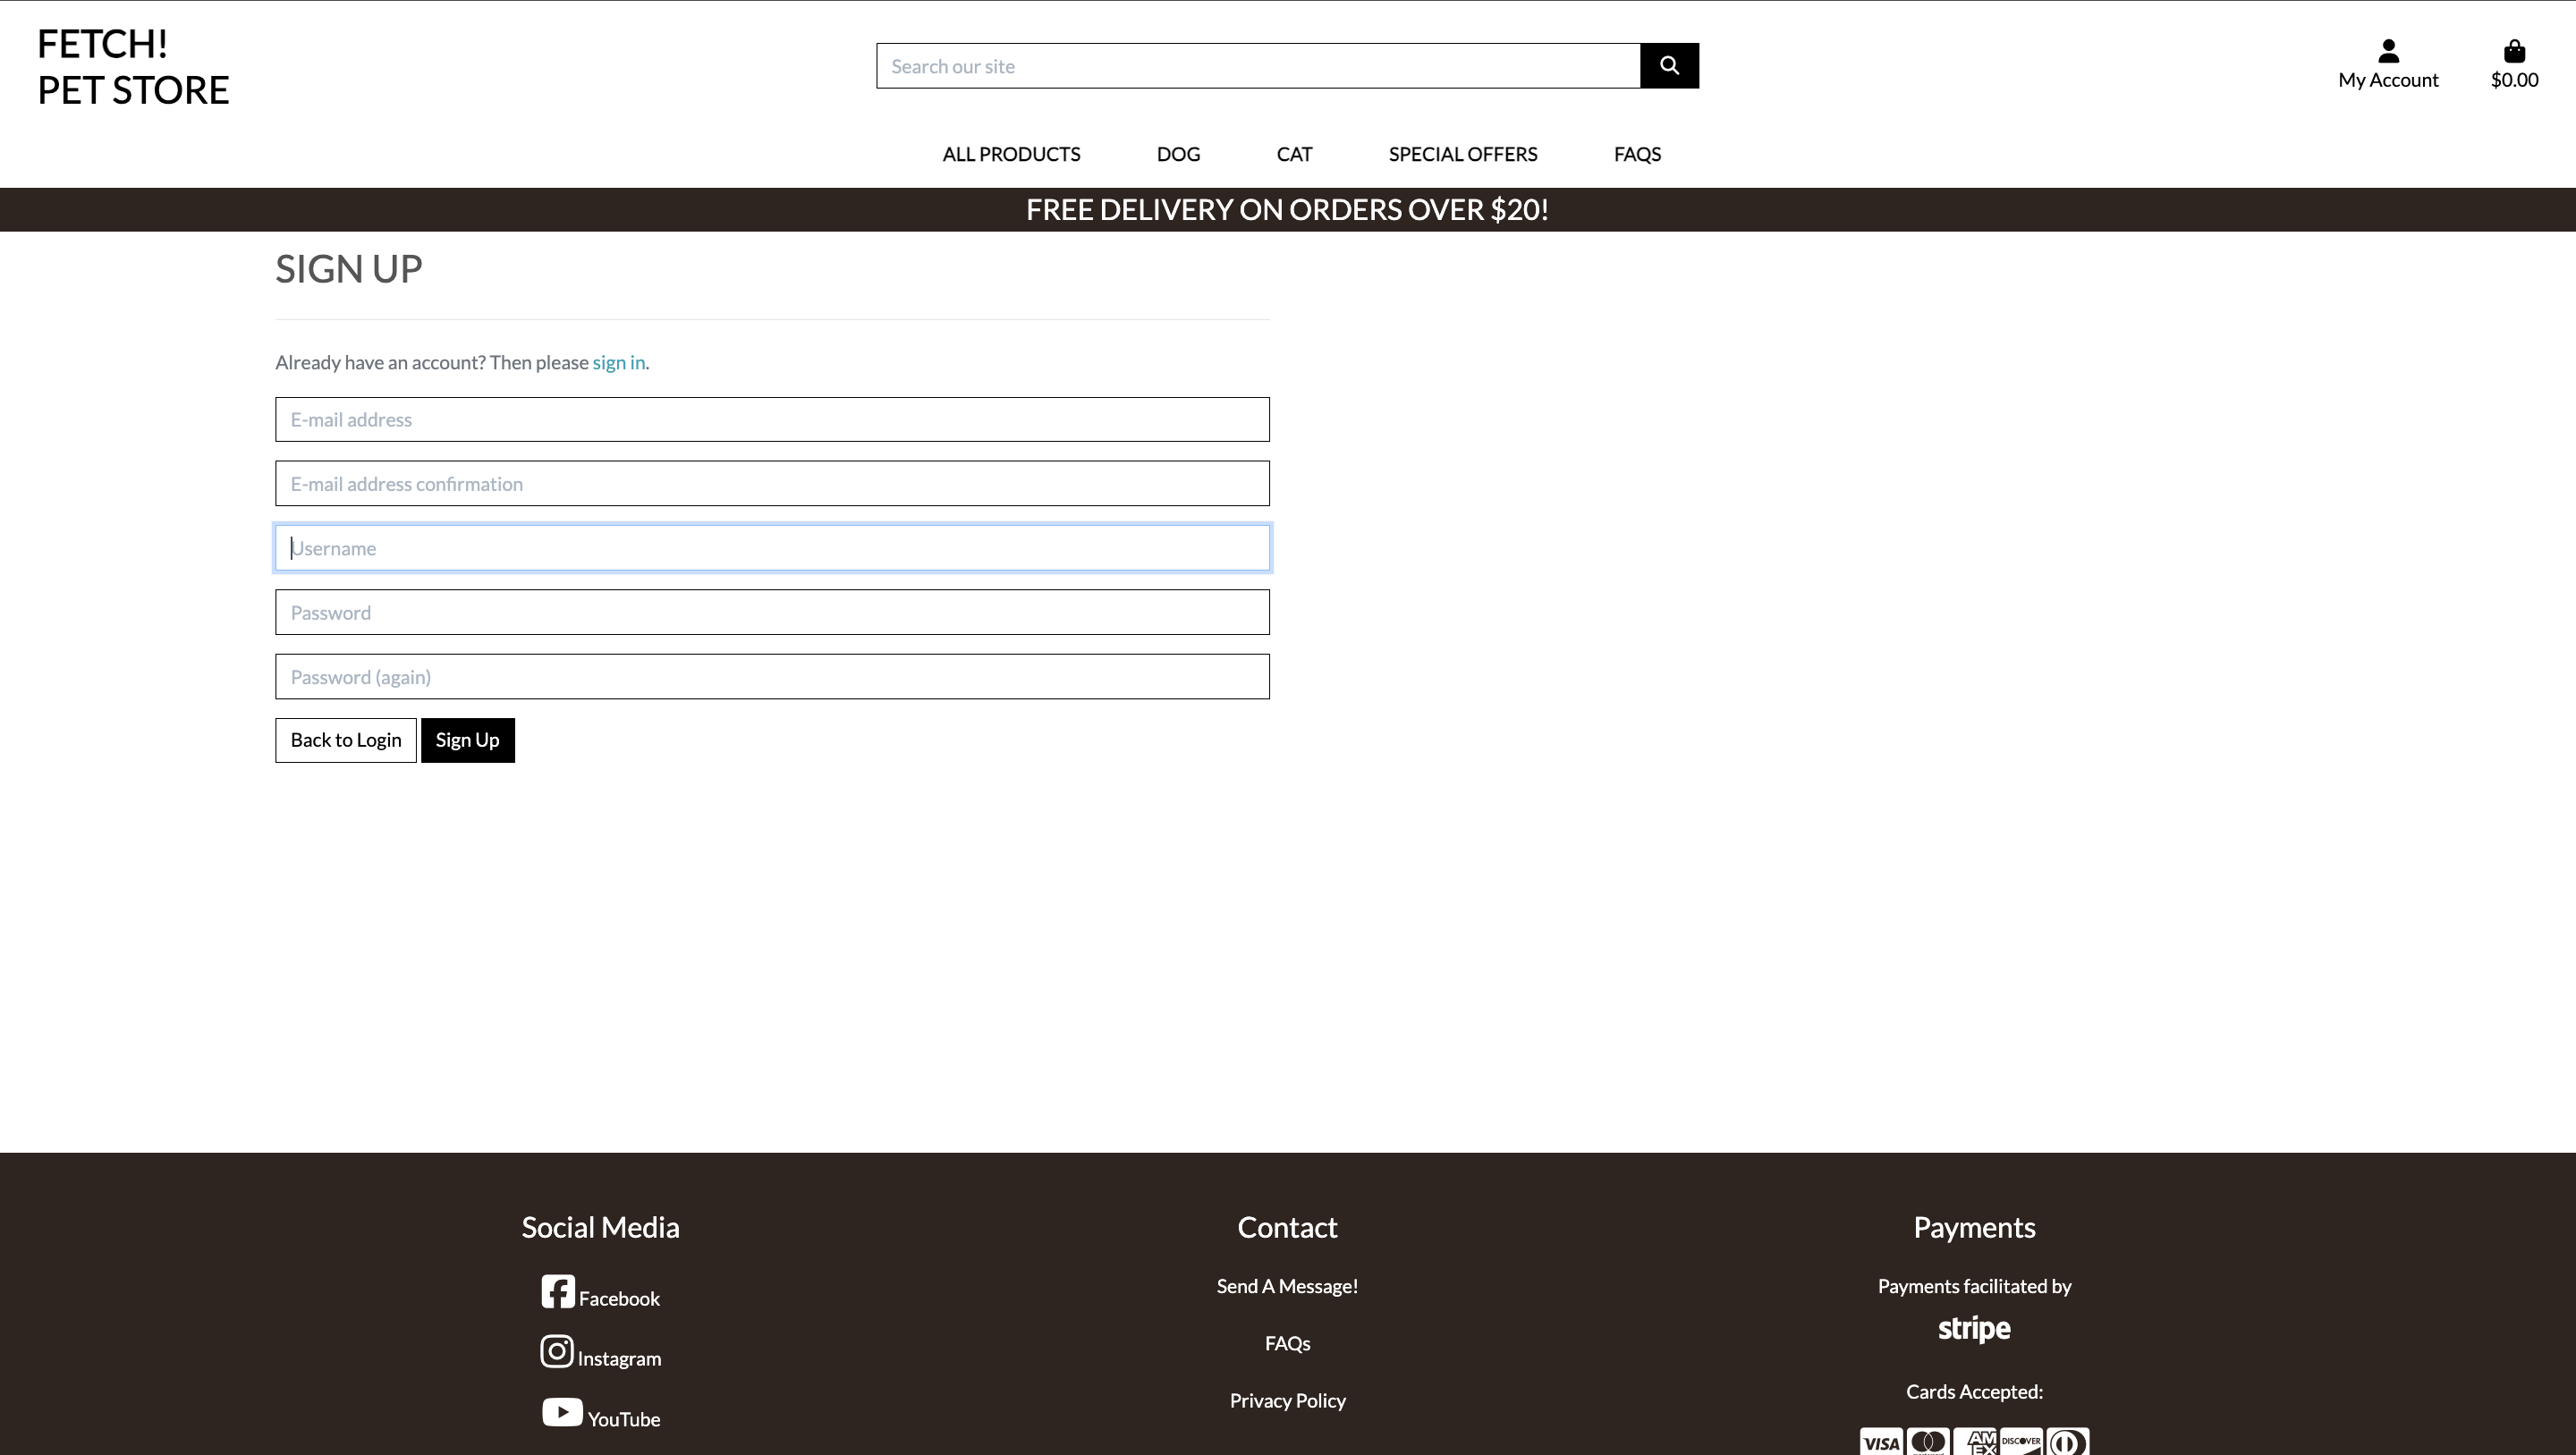 FETCH!
PET STORE
Search our site
My Account
$0.00
ALL PRODUCTS
DOG
CAT
SPECIAL OFFERS
FAQS
FREE DELIVERY ON ORDERS OVER $20!
SIGN UP
Already have an account? Then please sign in.
E-mail address
E-mail address confirmation
Username
Password
Password (again)
Back to Login
Sign Up
Social Media
Facebook
Instagram
YouTube
Contact
Send A Message!
FAQs
Privacy Policy
Payments
Payments facilitated by
stripe
Cards Accepted:
VISA
AM
EX
DISCOVER